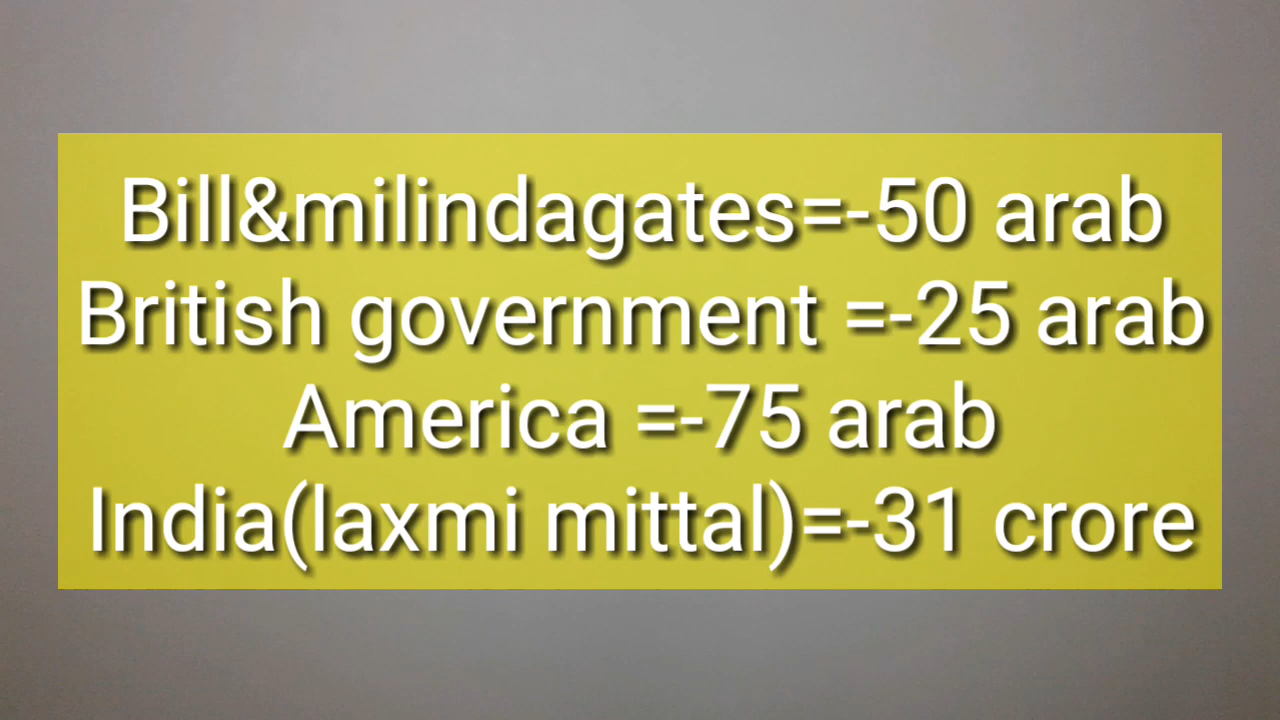 Bill&milindagates=-50 arab
British government =-25 arab
America =-75 arab
India(laxmi mittal)=-31 crore